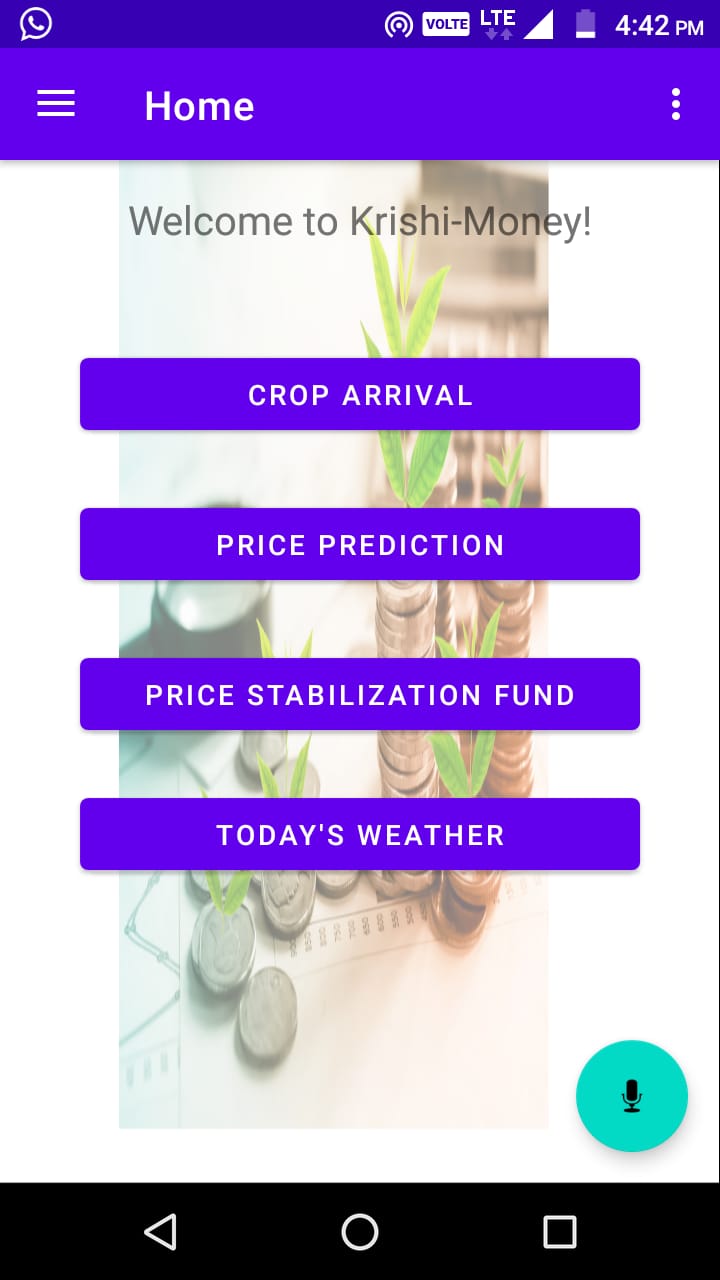 VOLTE LTE 4:42 PM
Home
Welcome to Krishi-Money!
CROP ARRIVAL
PRICE PREDICTION
PRICE STABILIZATION FUND
TODAY'S WEATHER